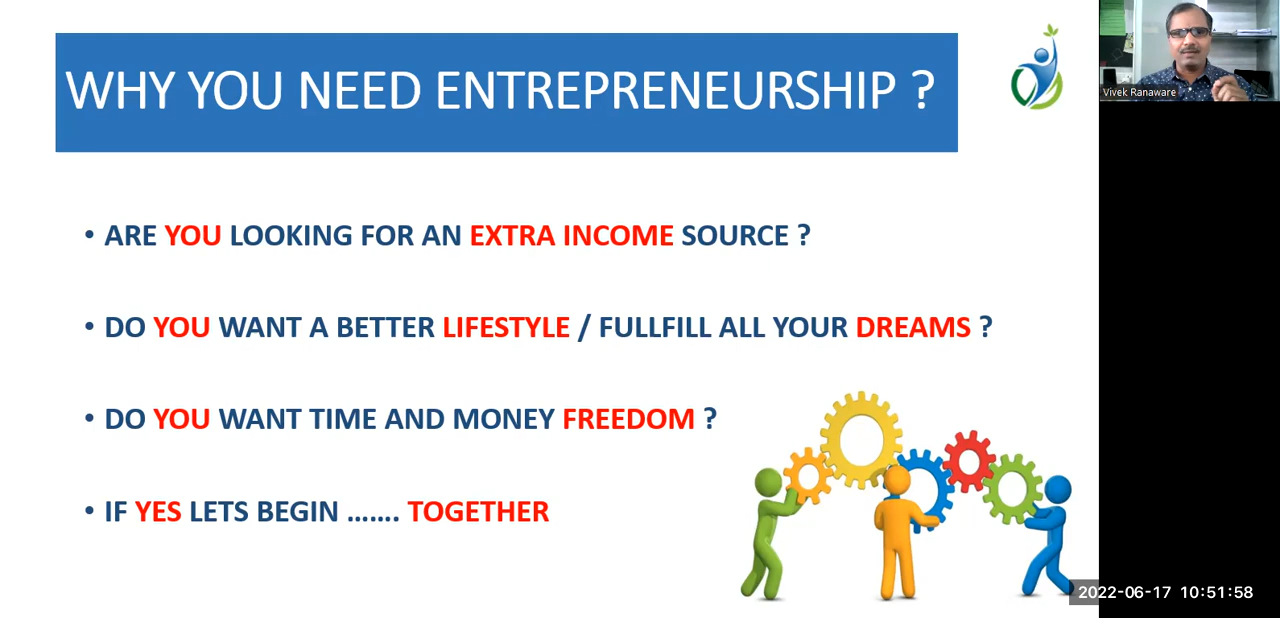 WHY YOU NEED ENTREPRENEURSHIP ?
Vivek Ranaware
• ARE YOU LOOKING FOR AN EXTRA INCOME SOURCE ?
• DO YOU WANT A BETTER LIFESTYLE / FULLFILL ALL YOUR DREAMS ?
• DO YOU WANT TIME AND MONEY FREEDOM ?
• IF YES LETS BEGIN ....... TOGETHER
2022-06-17 10:51:58